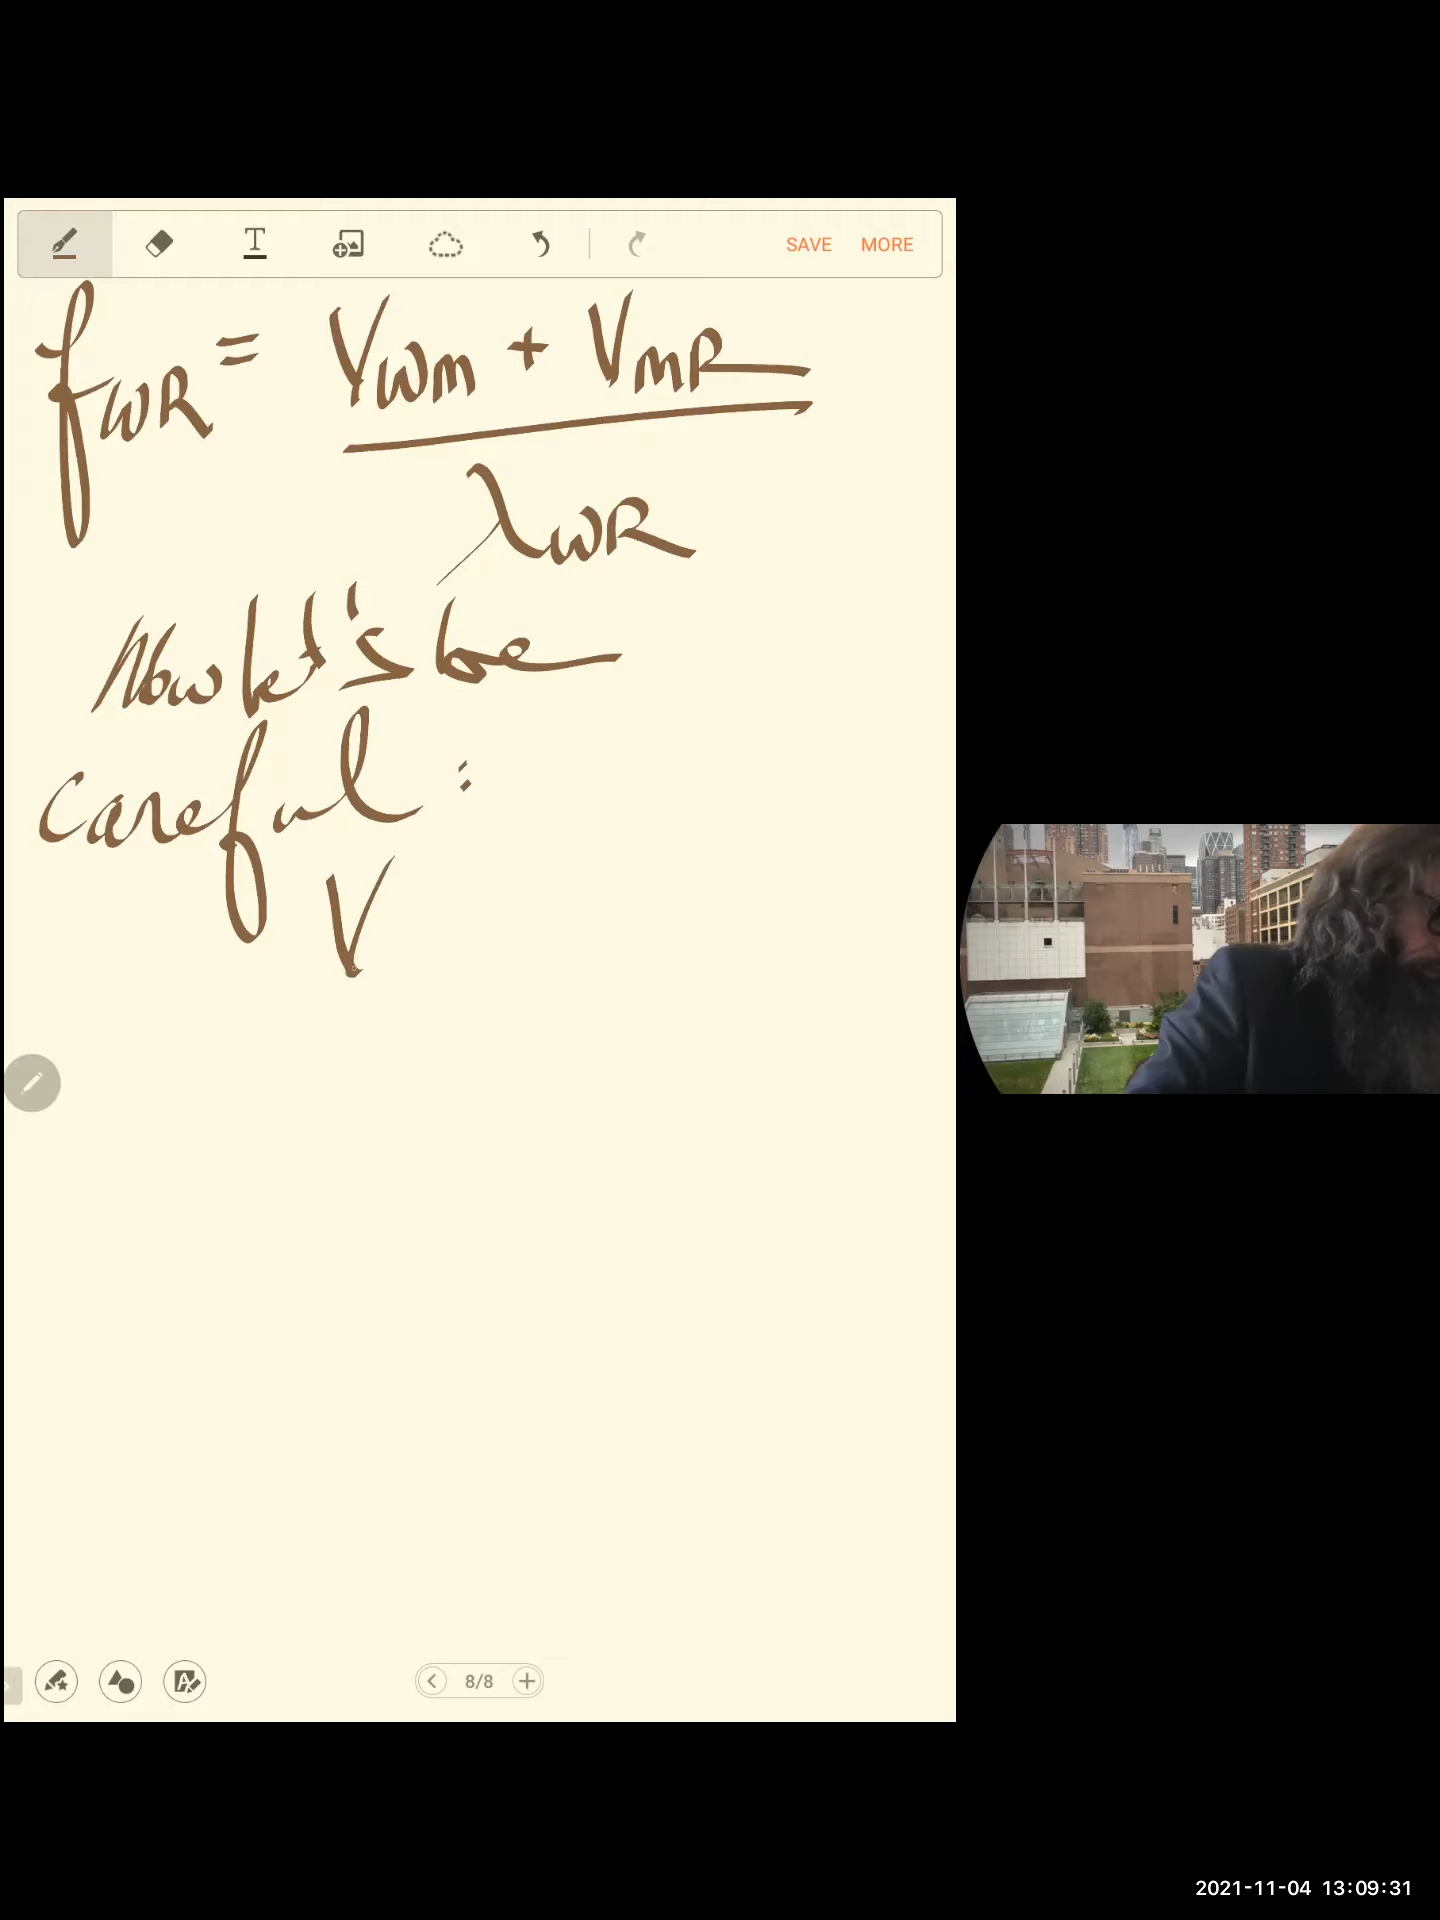 T
SAVE MORE
fWR = VWM + VMR
λWR
Now let's be
careful :
V
A
8/8
2021-11-04 13:09:31